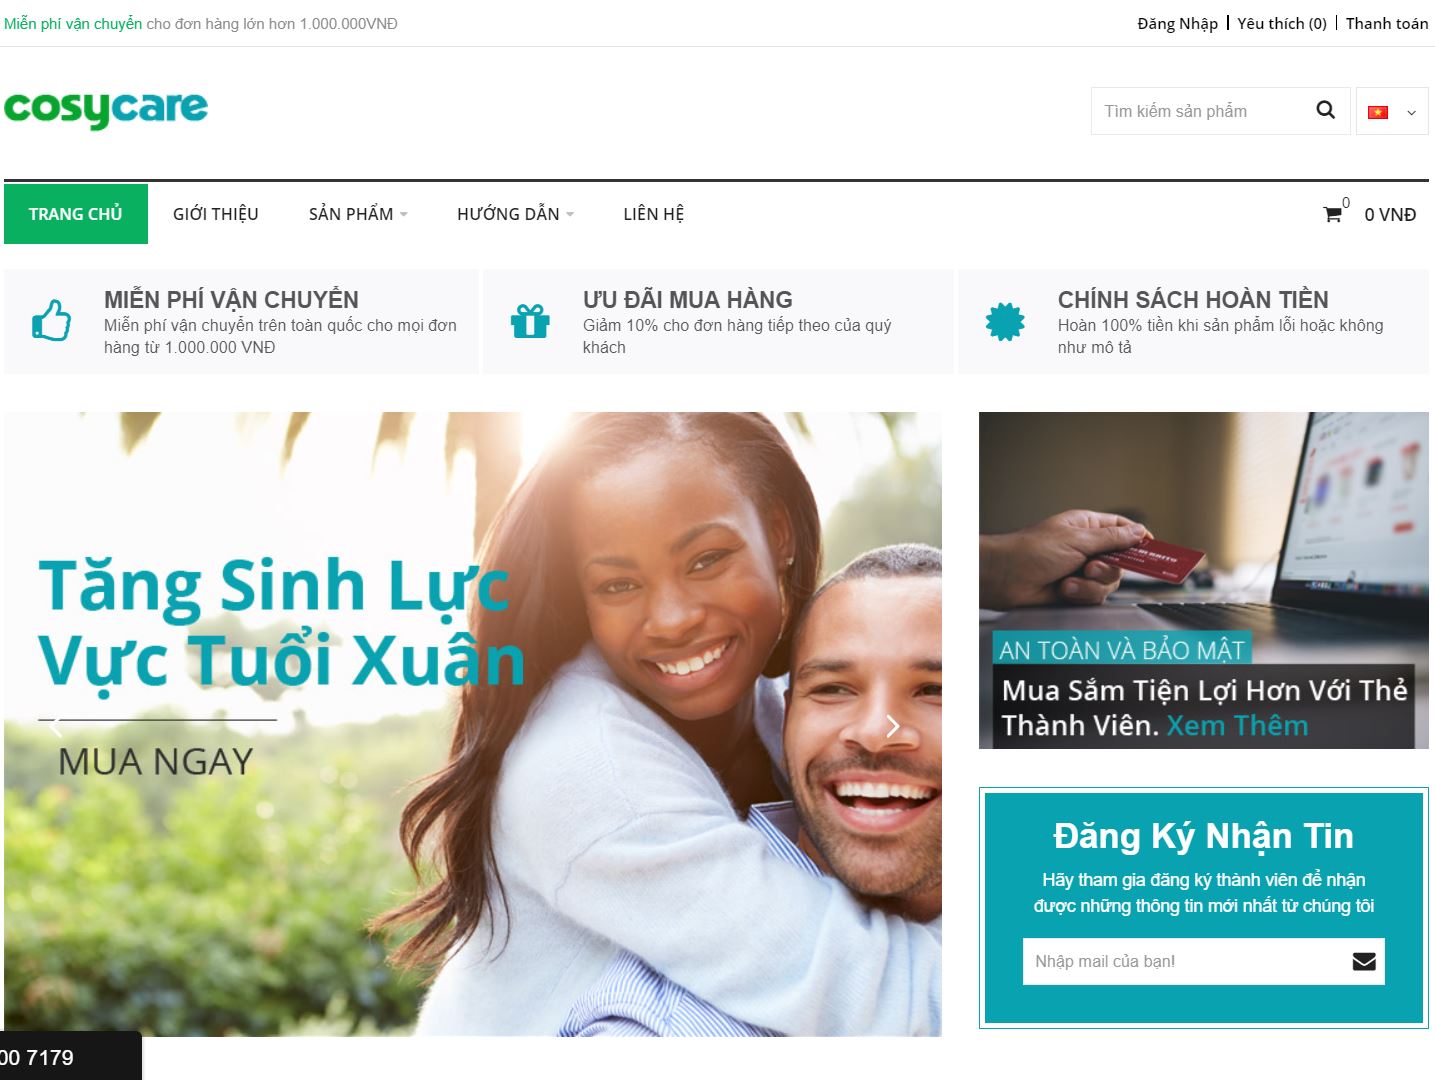 Miễn phí vận chuyển cho đơn hàng lớn hơn 1.000.000VNĐ
Đăng Nhập
Yêu thích (0)
Thanh toán
cosycare
Tìm kiếm sản phẩm
TRANG CHỦ
GIỚI THIỆU
SẢN PHẨM
HƯỚNG DẪN
LIÊN HỆ
0
0 VNĐ
MIỄN PHÍ VẬN CHUYỂN
Miễn phí vận chuyển trên toàn quốc cho mọi đơn
hàng từ 1.000.000 VNĐ
ƯU ĐÃI MUA HÀNG
Giảm 10% cho đơn hàng tiếp theo của quý
khách
CHÍNH SÁCH HOÀN TIỀN
Hoàn 100% tiền khi sản phẩm lỗi hoặc không
như mô tả
Tăng Sinh Lực
Vực Tuổi Xuân
MUA NGAY
AN TOÀN VÀ BẢO MẬT
Mua Sắm Tiện Lợi Hơn Với Thẻ
Thành Viên. Xem Thêm
Đăng Ký Nhận Tin
Hãy tham gia đăng ký thành viên để nhận
được những thông tin mới nhất từ chúng tôi
Nhập mail của bạn!
00 7179